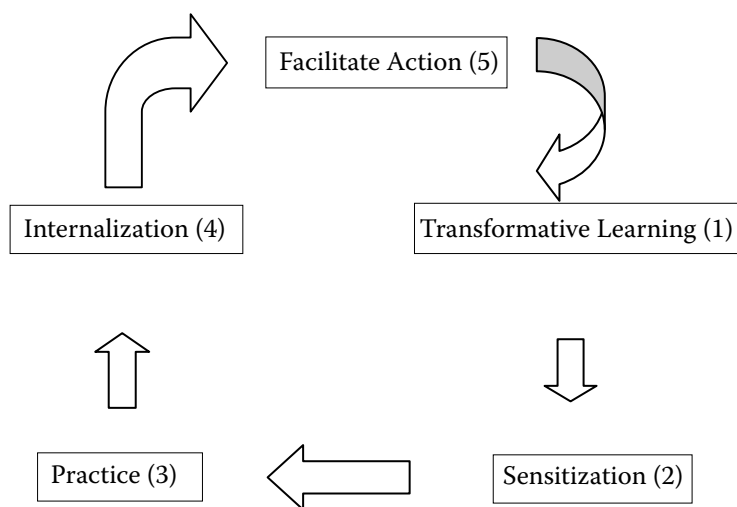 Facilitate Action (5)
Internalization (4)
Transformative Learning (1)
Practice (3)
Sensitization (2)